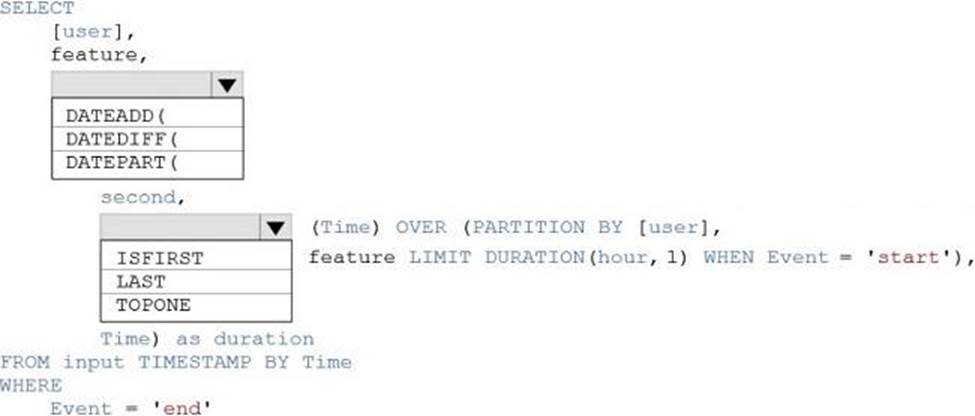 SELECT
[user],
feature,
DATEADD(
DATEDIFF(
DATEPART(
second,
(Time) OVER (PARTITION BY [user],
ISFIRST
LAST
TOPONE
feature LIMIT DURATION(hour, 1) WHEN Event = 'start'),
Time) as duration
FROM input TIMESTAMP BY Time
WHERE
Event = 'end'